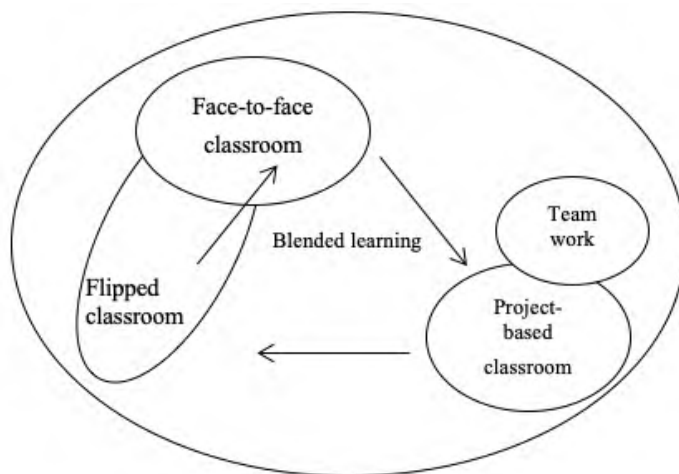 Face-to-face
classroom
Team
work
Blended learning
Flipped
classroom
Project-
based
classroom